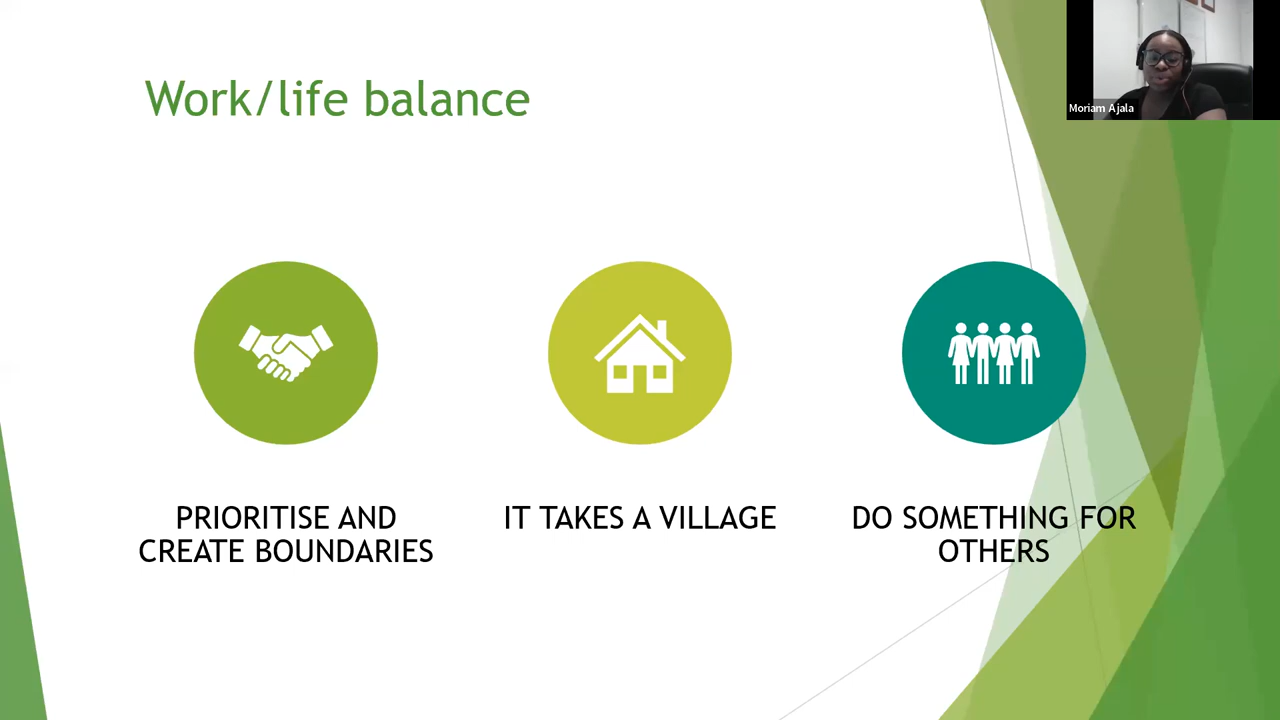 Work/life balance
Moriam Ajala
PRIORITISE AND
CREATE BOUNDARIES
IT TAKES A VILLAGE
DO SOMETHING FOR
OTHERS